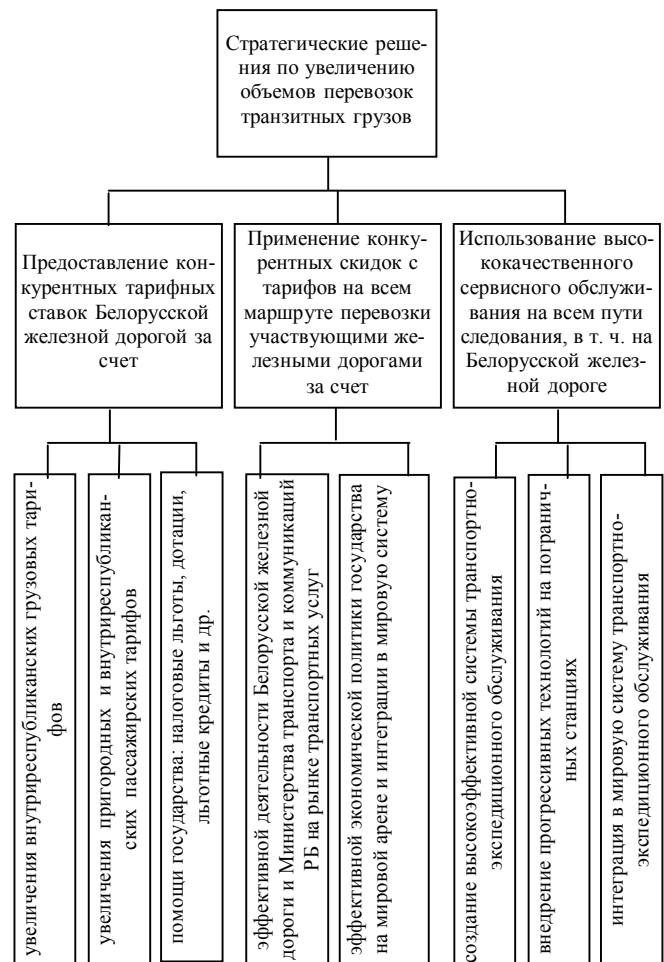 Стратегические реше-
ния по увеличению
объемов перевозок
транзитных грузов
Предоставление кон-
курентных тарифных
ставок Белорусской
железной дорогой за
счет
Применение конку-
рентных скидок с
тарифов на всем
маршруте перевозки
участвующими же-
лезными дорогами
за счет
Использование высо-
кокачественного
сервисного обслужи-
вания на всем пути
следования, в т. ч. на
Белорусской желез-
ной дороге
увеличения внутриреспубликанских грузовых тари-
фов
увеличения пригородных и внутриреспубликан-
ских пассажирских тарифов
помощи государства: налоговые льготы, дотации,
льготные кредиты и др.
эффективной деятельности Белорусской железной
дороги и Министерства транспорта и коммуникаций
РБ на рынке транспортных услуг
эффективной экономической политики государства
на мировой арене и интеграции в мировую систему
создание высокоэффективной системы транспортно-
экспедиционного обслуживания
внедрение прогрессивных технологий на погранич-
ных станциях
интеграция в мировую систему транспортно-
экспедиционного обслуживания